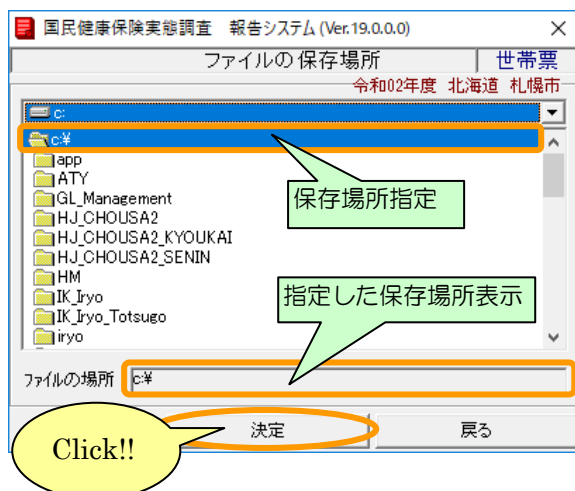 国民健康保険実態調査 報告システム (Ver.19.0.0.0)
ファイルの保存場所 世帯票
令和02年度 北海道 札幌市
c:
c:¥
app
ATY
GL_Management
HJ_CHOUSA2
HJ_CHOUSA2_KYOUKAI
HJ_CHOUSA2_SENIN
HM
IK_Iryo
IK_Iryo_Totsugo
iryo
保存場所指定
指定した保存場所表示
ファイルの場所 c:¥
決定 戻る
Click!!